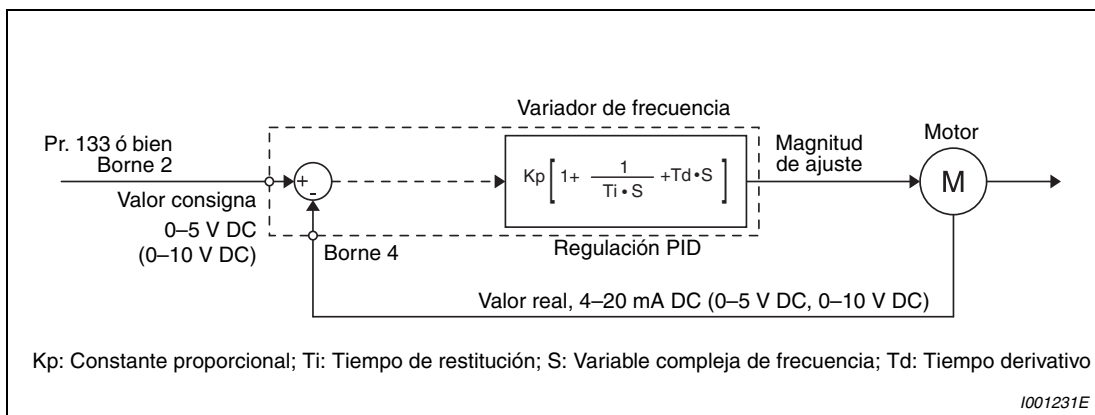 Variador de frecuencia
Pr. 133 ó bien
Borne 2
Valor consigna
0–5 V DC
(0–10 V DC)
+
-
Borne 4
Kp[1+ 1/Ti•S +Td•S]
Regulación PID
Magnitud
de ajuste
Motor
M
Valor real, 4–20 mA DC (0–5 V DC, 0–10 V DC)
Kp: Constante proporcional; Ti: Tiempo de restitución; S: Variable compleja de frecuencia; Td: Tiempo derivativo
I001231E